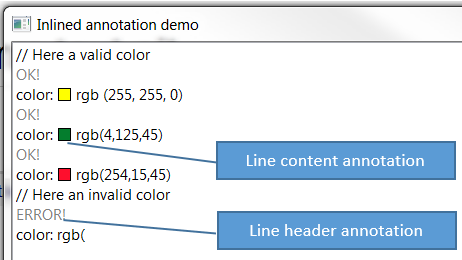 Inlined annotation demo
// Here a valid color
OK!
color: rgb (255, 255, 0)
OK!
color: rgb(4,125,45)
OK!
Line content annotation
color: rgb(254,15,45)
// Here an invalid color
ERROR!
Line header annotation
color: rgb(